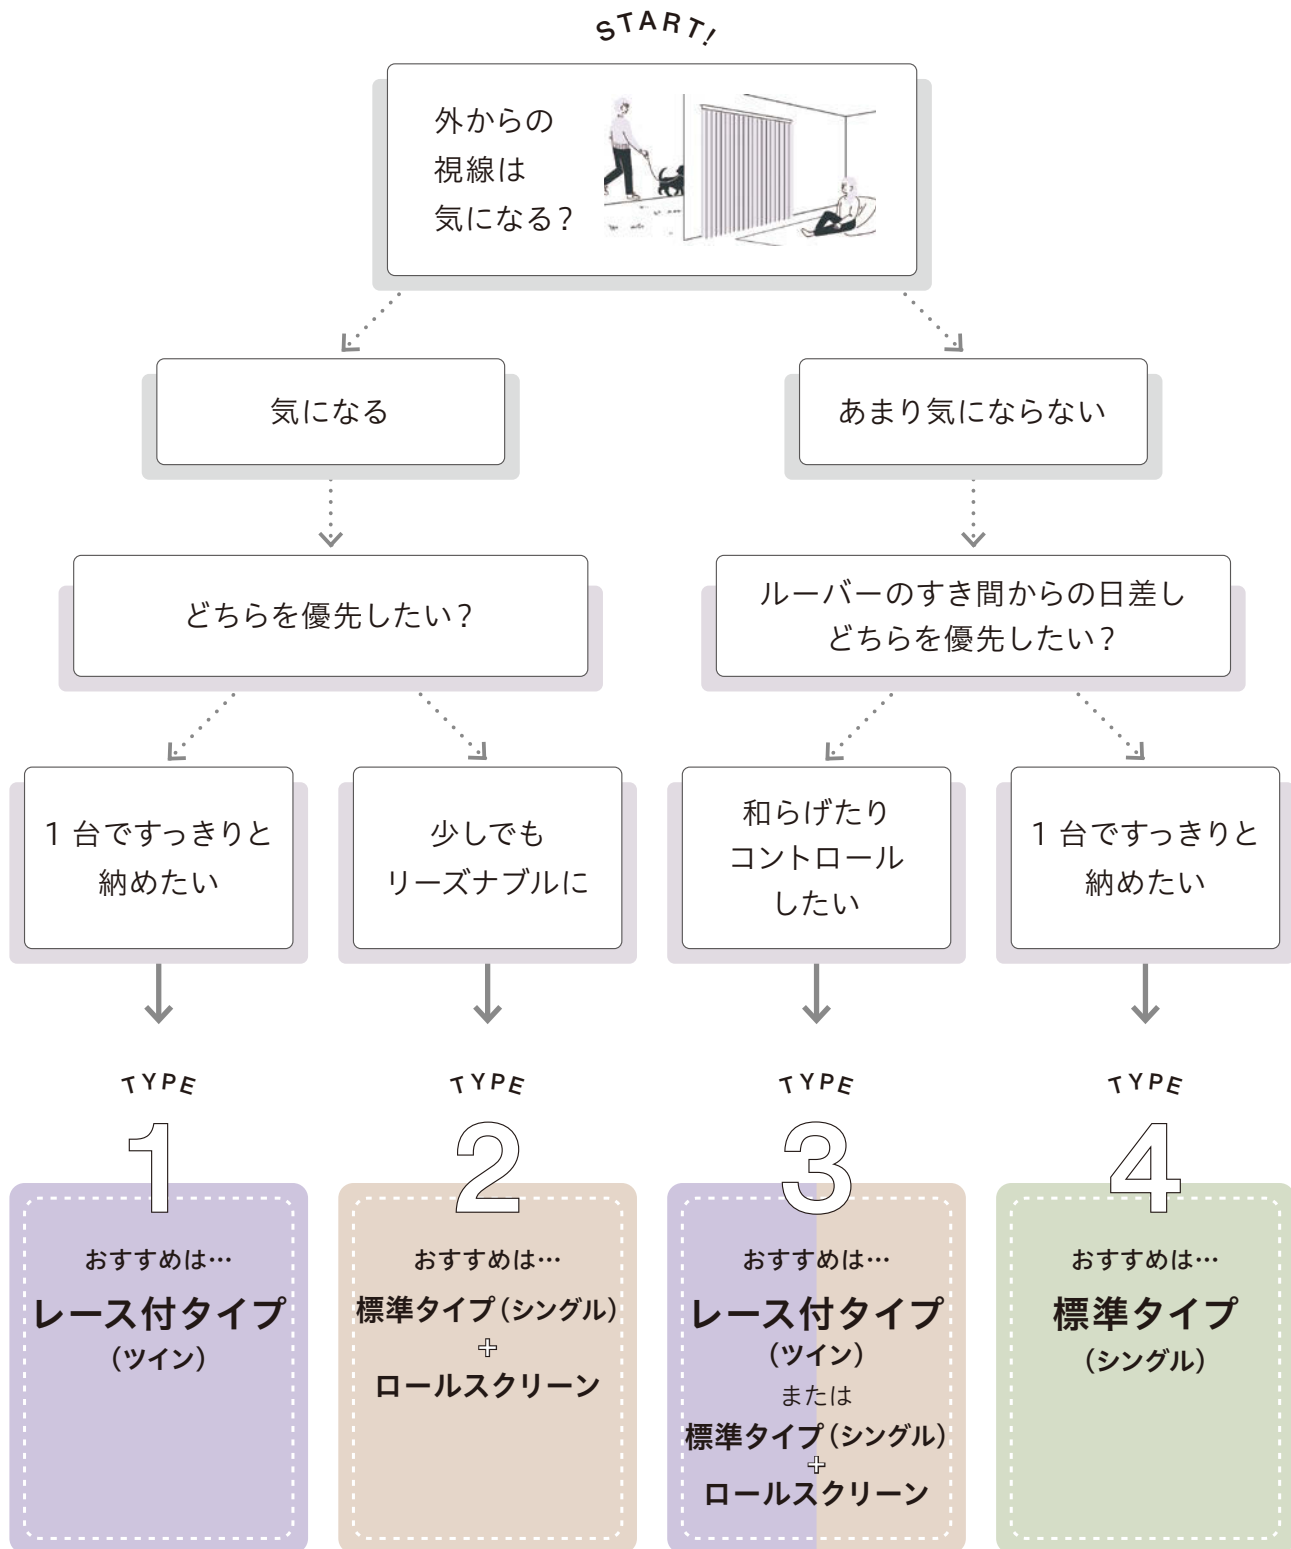 START!
外からの
視線は
気になる？
気になる
あまり気にならない
どちらを優先したい？
ルーバーのすき間からの日差し
どちらを優先したい？
1 台ですっきりと
納めたい
少しでも
リーズナブルに
和らげたり
コントロール
したい
1 台ですっきりと
納めたい
TYPE
1
おすすめは…
レース付タイプ
（ツイン）
TYPE
2
おすすめは…
標準タイプ（シングル）
+
ロールスクリーン
TYPE
3
おすすめは…
レース付タイプ
（ツイン）
または
標準タイプ（シングル）
+
ロールスクリーン
TYPE
4
おすすめは…
標準タイプ
（シングル）